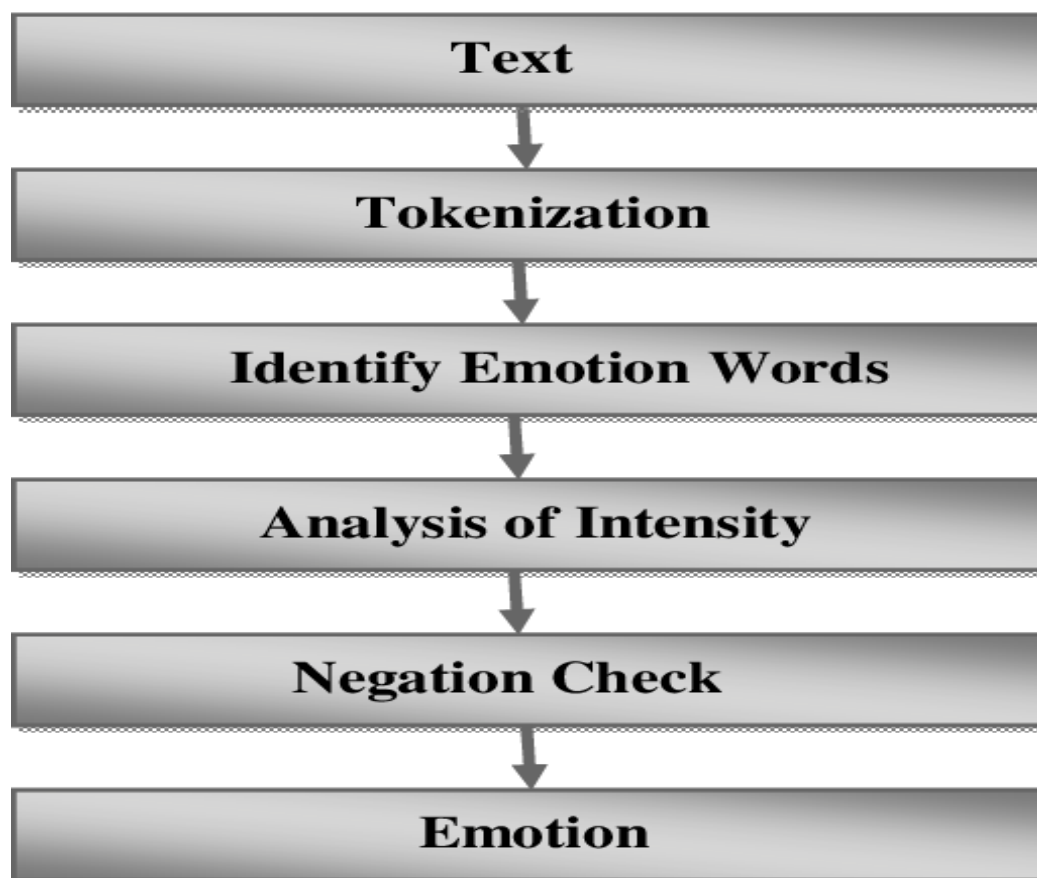 Text
Tokenization
Identify Emotion Words
Analysis of Intensity
Negation Check
Emotion